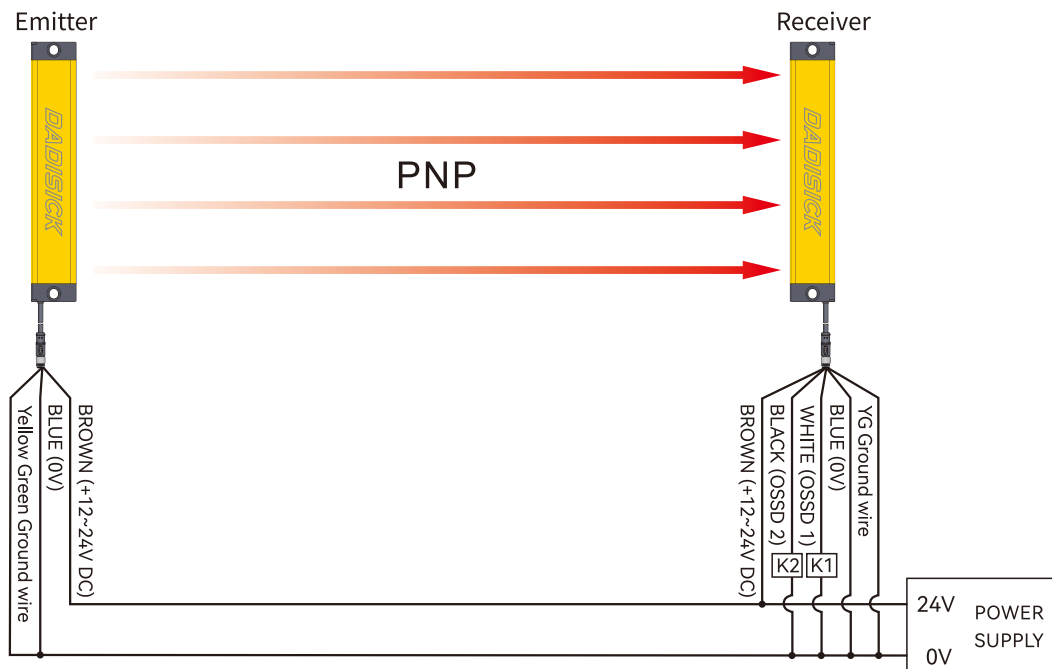 Emitter
Receiver
DADISICK
PNP
DADISICK
Yellow Green Ground wire
BLUE (0V)
BROWN (+12~24V DC)
BROWN (+12~24V DC)
BLACK (OSSD 2)
WHITE (OSSD 1)
BLUE (0V)
YG Ground wire
K2
K1
24V
POWER
SUPPLY
0V